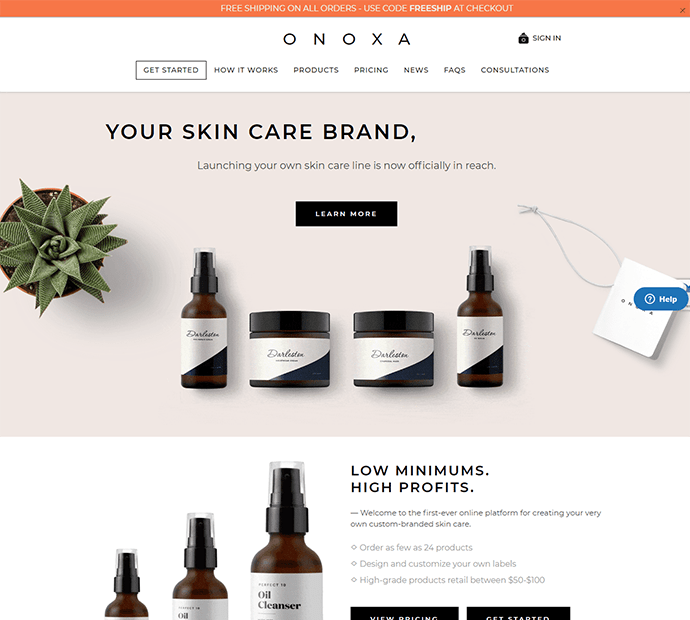 FREE SHIPPING ON ALL ORDERS - USE CODE FREESHIP AT CHECKOUT
ONOXA
SIGN IN
GET STARTED HOW IT WORKS PRODUCTS PRICING NEWS FAQS CONSULTATIONS
YOUR SKIN CARE BRAND,
Launching your own skin care line is now officially in reach.
LEARN MORE
Help
Darleston
Darleston
Darleston
Darleston
LOW MINIMUMS.
HIGH PROFITS.
— Welcome to the first-ever online platform for creating your very
own custom-branded skin care.
Order as few as 24 products
Design and customize your own labels
High-grade products retail between $50-$100
PERFECT 10
Oil
Cleanser
Oil
VIEW PRICING GET STARTED